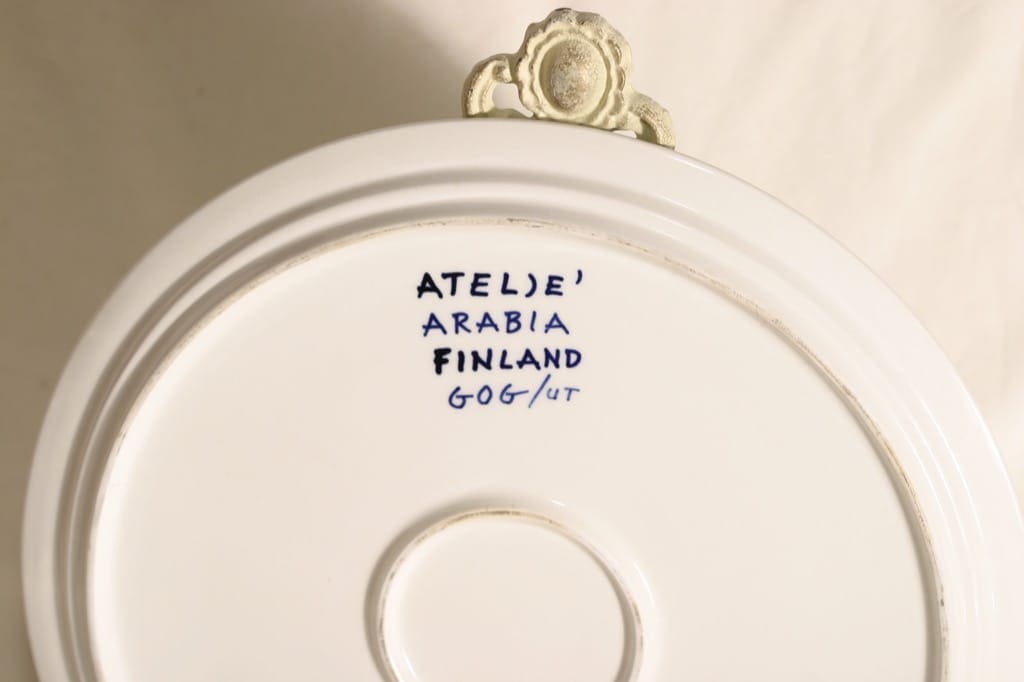 ATELJE'
ARABIA
FINLAND
GOG/UT